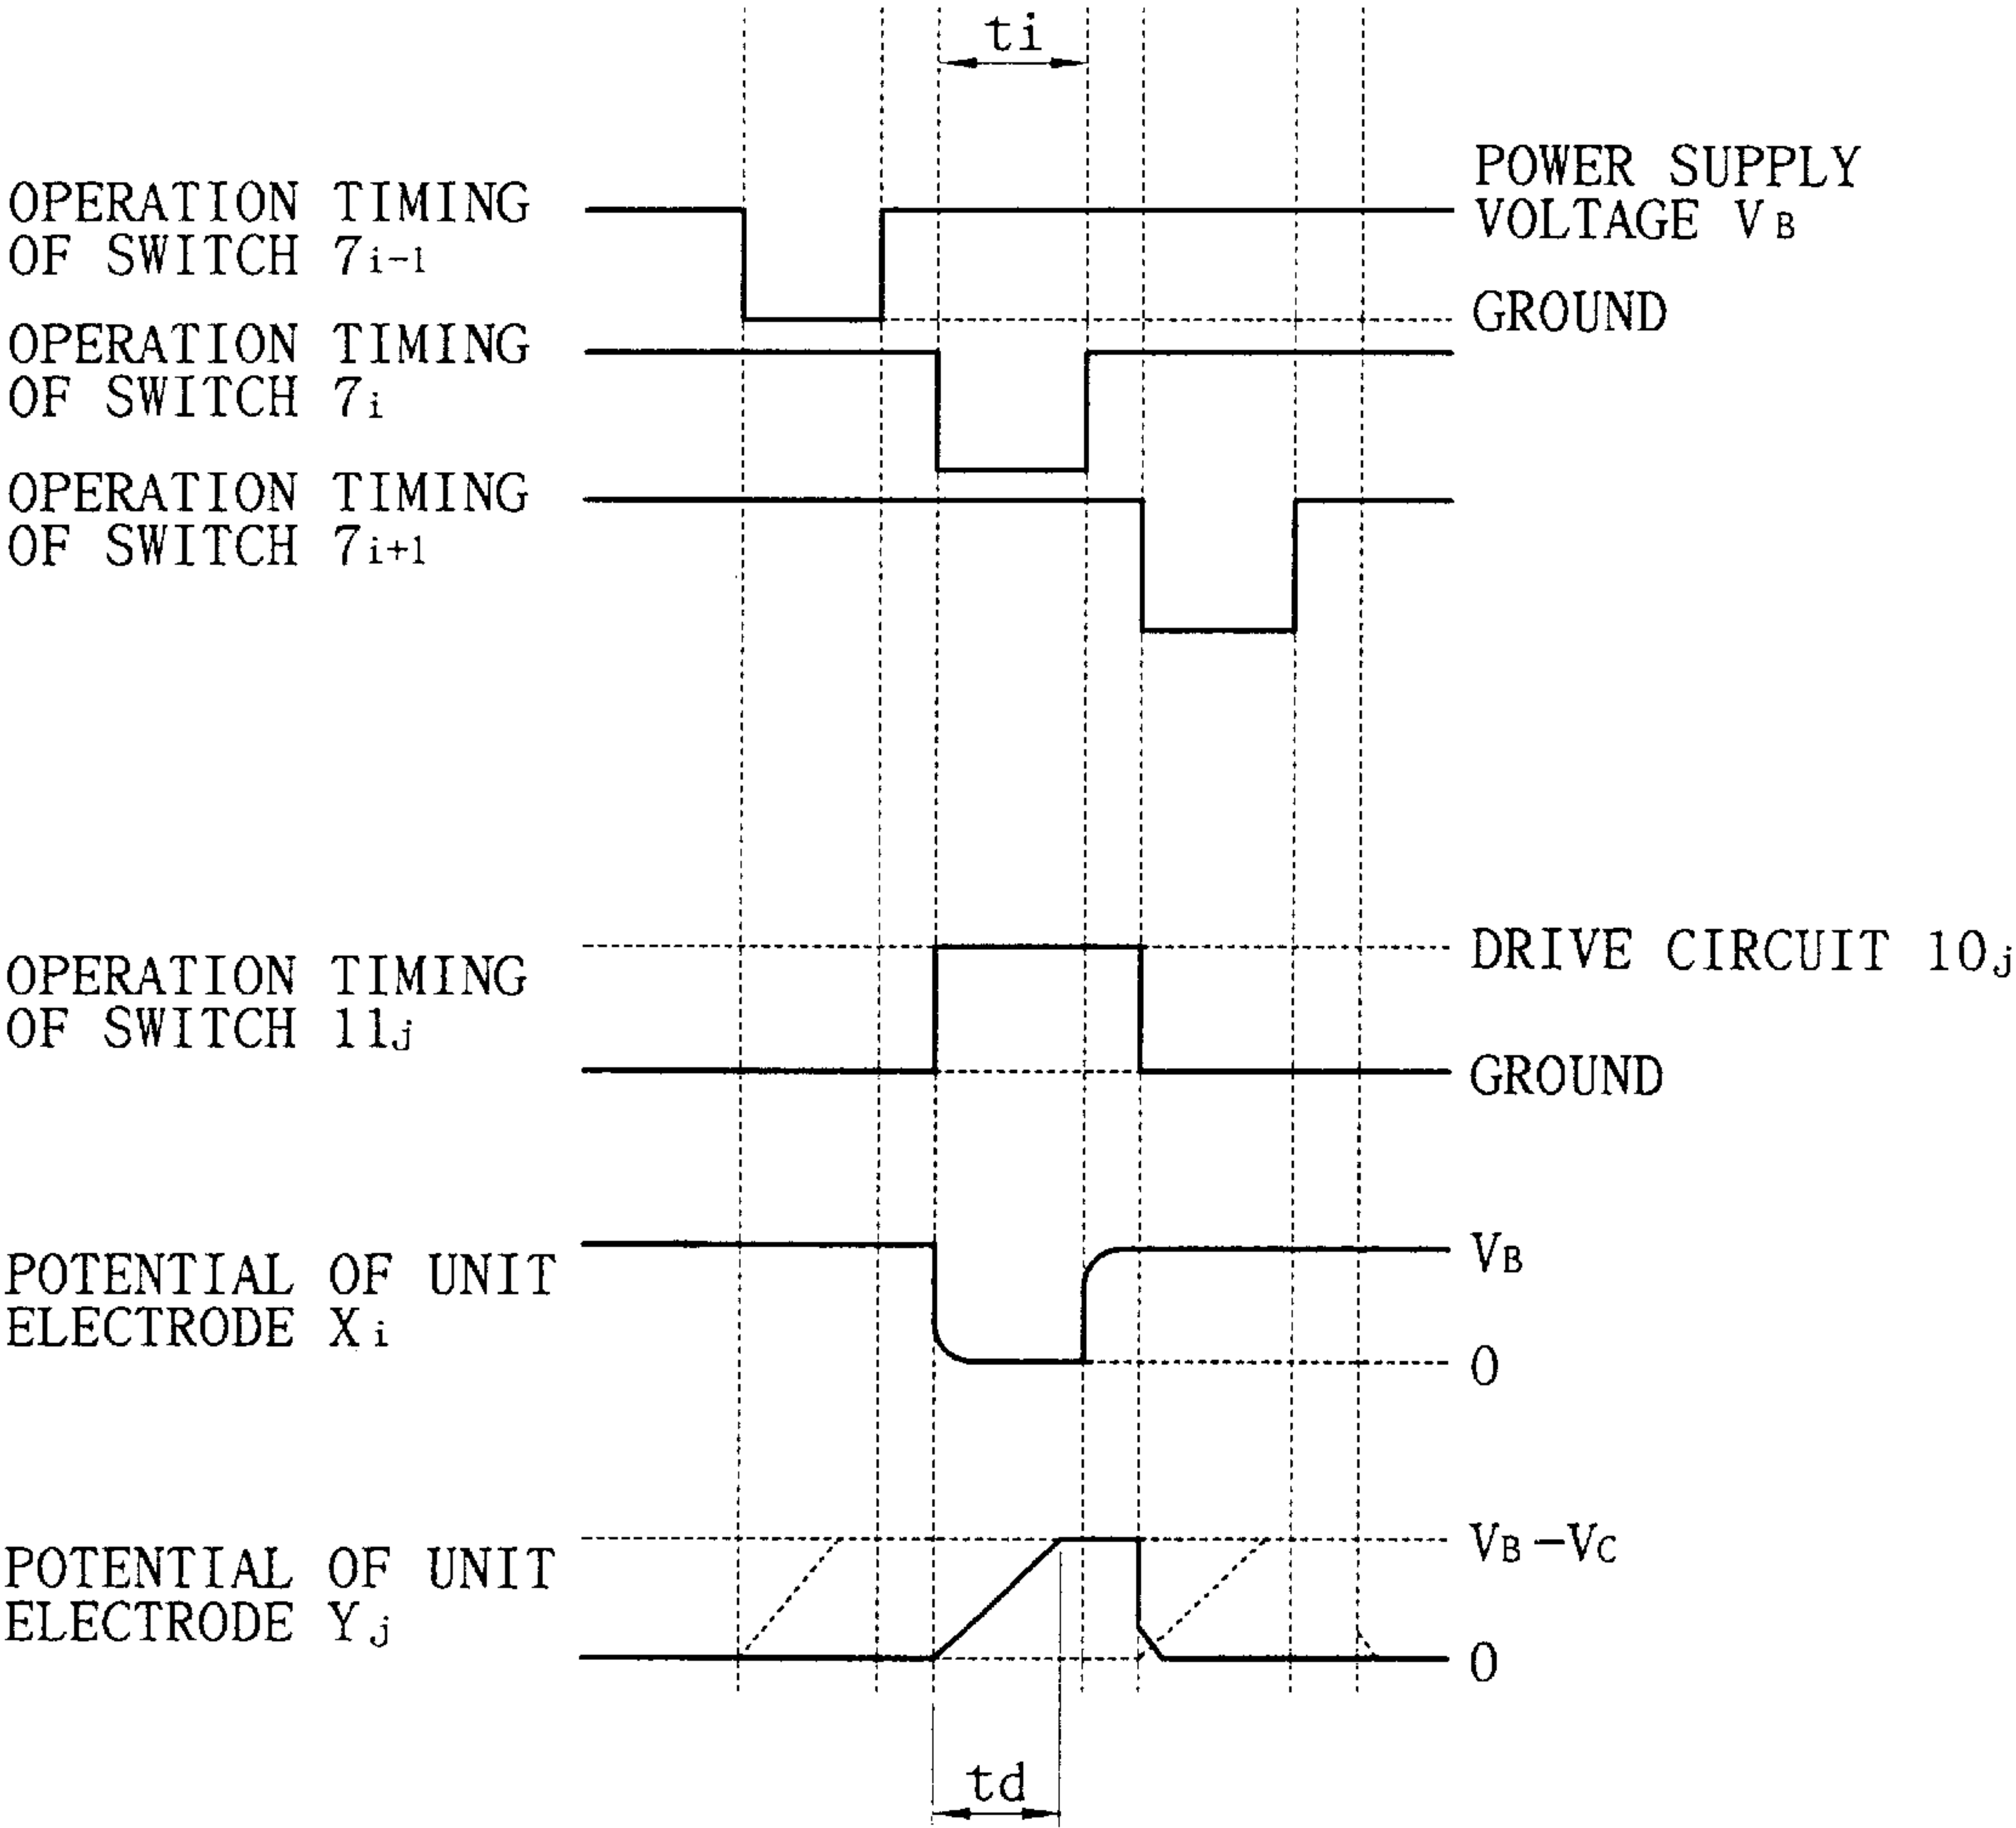 ti
POWER SUPPLY
VOLTAGE VB
OPERATION TIMING
OF SWITCH 7i-1
GROUND
OPERATION TIMING
OF SWITCH 7i
OPERATION TIMING
OF SWITCH 7i+1
DRIVE CIRCUIT 10j
OPERATION TIMING
OF SWITCH 11j
GROUND
VB
POTENTIAL OF UNIT
ELECTRODE Xi
0
VB-VC
POTENTIAL OF UNIT
ELECTRODE Yj
0
td